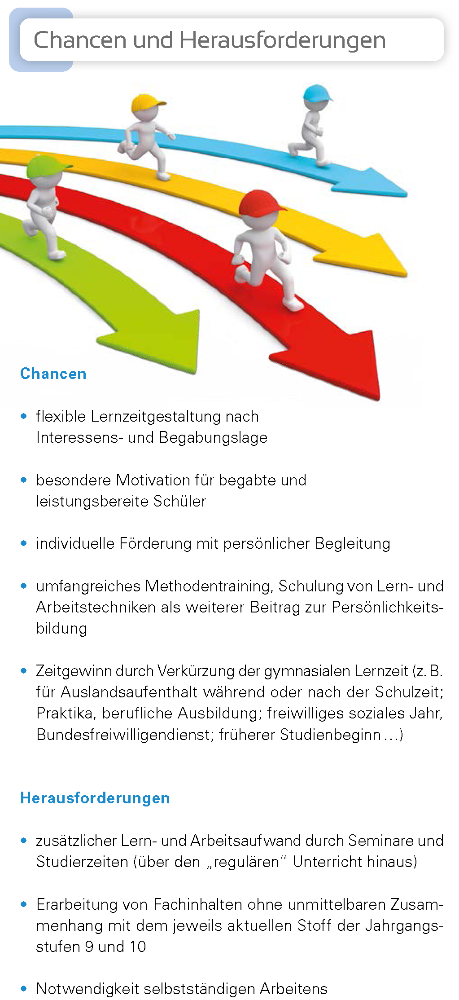 Chancen und Herausforderungen
Chancen
• flexible Lernzeitgestaltung nach
Interessens- und Begabungslage
• besondere Motivation für begabte und
leistungsbereite Schüler
• individuelle Förderung mit persönlicher Begleitung
• umfangreiches Methodentraining, Schulung von Lern- und
Arbeitstechniken als weiterer Beitrag zur Persönlichkeits-
bildung
• Zeitgewinn durch Verkürzung der gymnasialen Lernzeit (z. B.
für Auslandsaufenthalt während oder nach der Schulzeit;
Praktika, berufliche Ausbildung; freiwilliges soziales Jahr,
Bundesfreiwilligendienst; früherer Studienbeginn …)
Herausforderungen
• zusätzlicher Lern- und Arbeitsaufwand durch Seminare und
Studierzeiten (über den „regulären“ Unterricht hinaus)
• Erarbeitung von Fachinhalten ohne unmittelbaren Zusam-
menhang mit dem jeweils aktuellen Stoff der Jahrgangs-
stufen 9 und 10
• Notwendigkeit selbstständigen Arbeitens